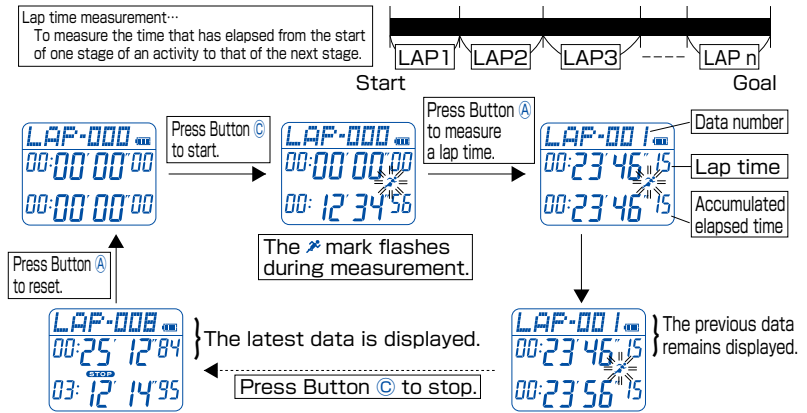 Lap time measurement…
To measure the time that has elapsed from the start
of one stage of an activity to that of the next stage.
LAP1 LAP2 LAP3 LAP n
Start Goal
LAP-000
00:00'00"00
00:00'00"00
Press Button Ⓒ
to start.
LAP-000
00:00'00"00
00:12'34"56
The mark flashes
during measurement.
Press Button Ⓐ
to measure
a lap time.
LAP-001
00:23'46"15
00:23'46"15
Data number
Lap time
Accumulated
elapsed time
LAP-001
00:23'46"15
00:23'56"15
The previous data
remains displayed.
Press Button Ⓒ to stop.
LAP-008
00:25'12"84
STOP
03:12'14"95
The latest data is displayed.
Press Button Ⓐ
to reset.